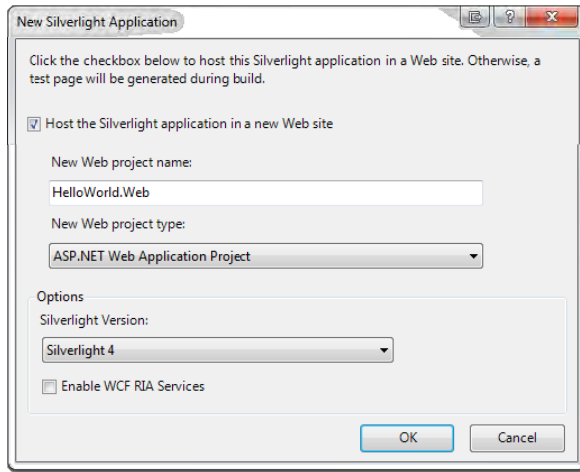 New Silverlight Application
Click the checkbox below to host this Silverlight application in a Web site. Otherwise, a
test page will be generated during build.
Host the Silverlight application in a new Web site
New Web project name:
HelloWorld.Web
New Web project type:
ASP.NET Web Application Project
Options
Silverlight Version:
Silverlight 4
Enable WCF RIA Services
OK
Cancel